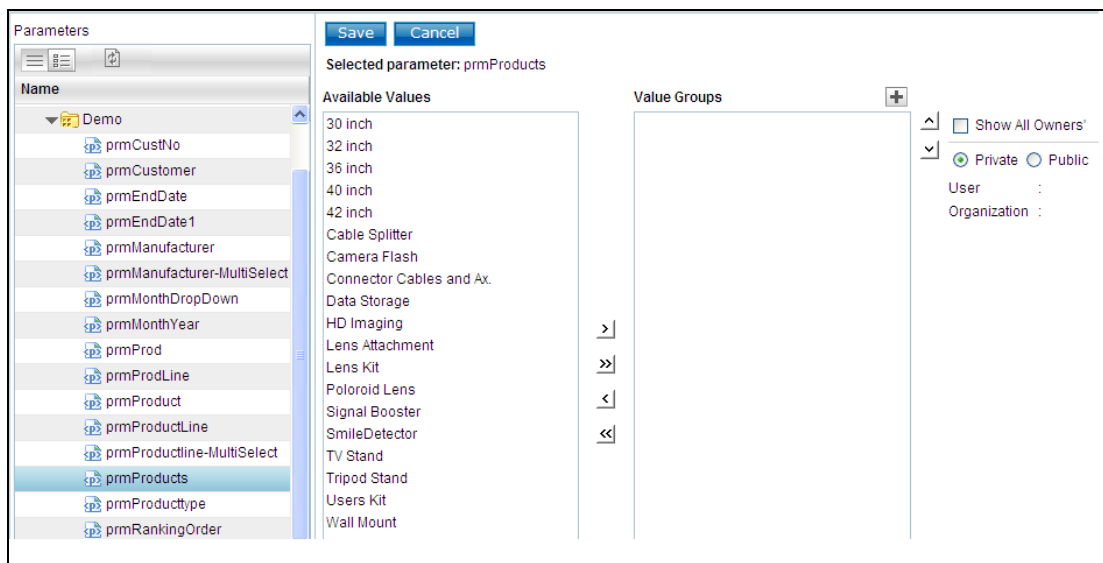 Parameters
Name
Demo
prmCustNo
prmCustomer
prmEndDate
prmEndDate1
prmManufacturer
prmManufacturer-MultiSelect
prmMonthDropDown
prmMonthYear
prmProd
prmProdLine
prmProduct
prmProductLine
prmProductline-MultiSelect
prmProducts
prmProducttype
prmRankingOrder
Save Cancel
Selected parameter: prmProducts
Available Values
30 inch
32 inch
36 inch
40 inch
42 inch
Cable Splitter
Camera Flash
Connector Cables and Ax.
Data Storage
HD Imaging
Lens Attachment
Lens Kit
Poloroid Lens
Signal Booster
SmileDetector
TV Stand
Tripod Stand
Users Kit
Wall Mount
>
>>
<
<<
Value Groups +
Show All Owners'
Private Public
User :
Organization :